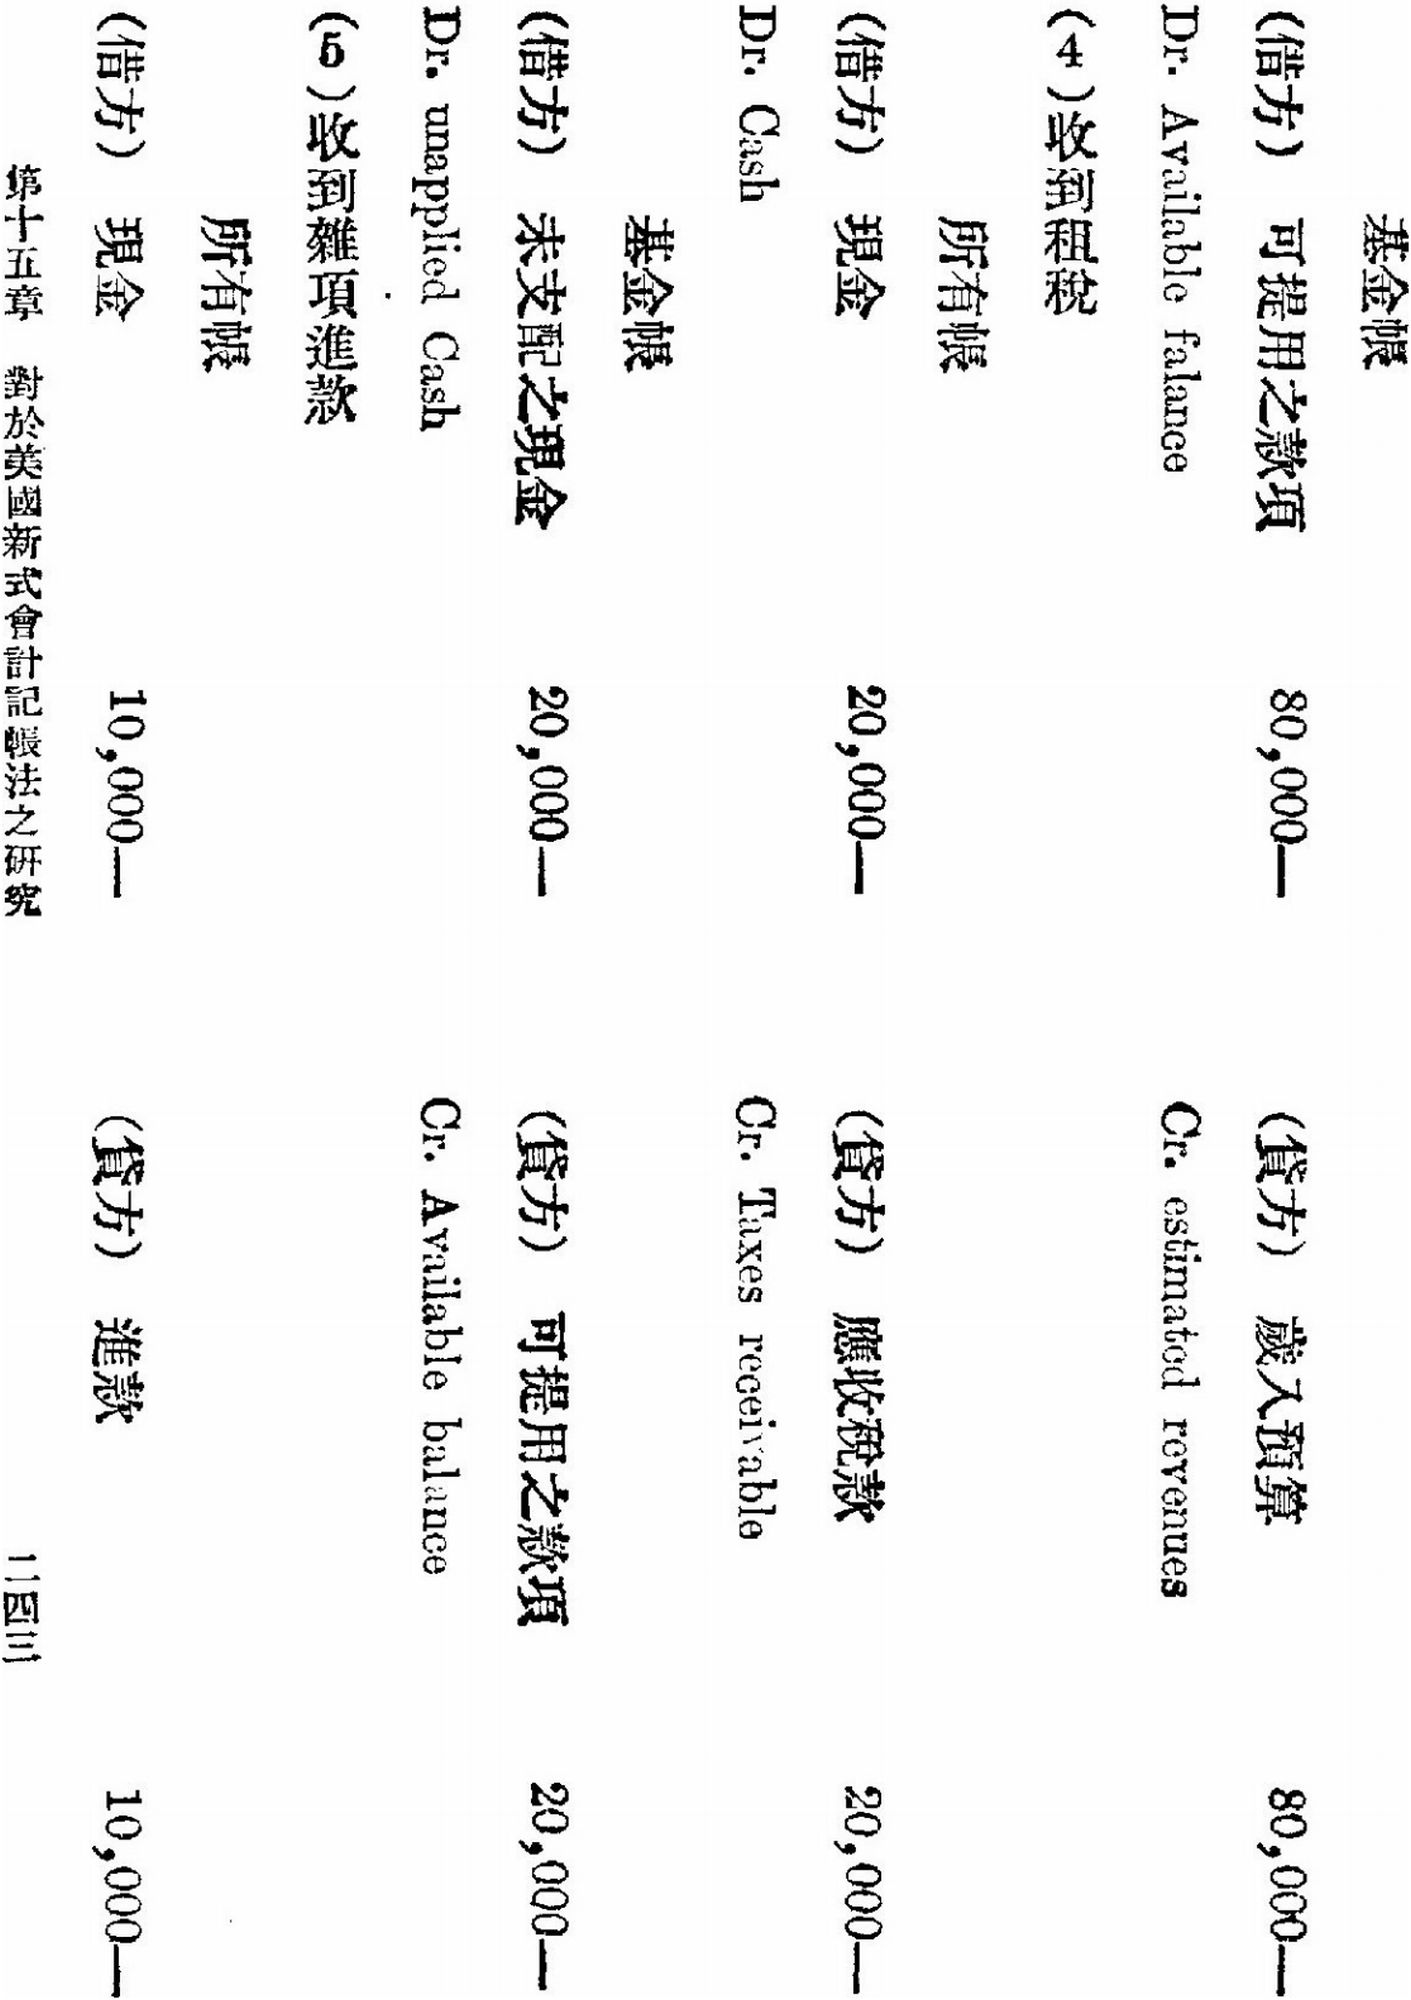 基金帳
(借方) 可提用之款項 80,000— (貸方) 歲入預算 80,000—
Dr. Available falance Cr. estimated revenues
(4)收到租稅
所有帳
(借方) 現金 20,000— (貸方) 應收稅款 20,000—
Dr. Cash Cr. Taxes receivable
基金帳
(借方) 未支配之現金 20,000— (貸方) 可提用之款項 20,000—
Dr. unapplied Cash Cr. Available balance
(5)收到雜項進款
所有帳
(借方) 現金 10,000— (貸方) 進款 10,000—
第十五章 對於美國新式會計記帳法之研究 二四三